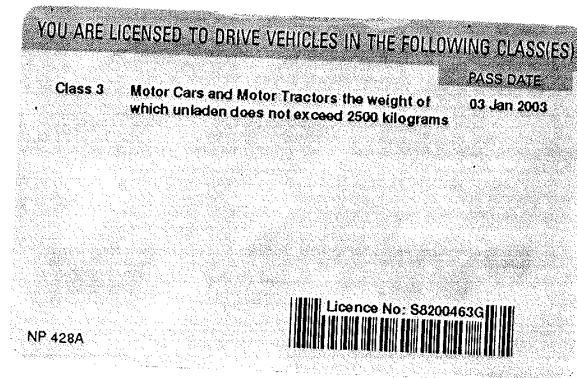 YOU ARE LICENSED TO DRIVE VEHICLES IN THE FOLLOWING CLASS(ES)
PASS DATE
Class 3 Motor Cars and Motor Tractors the weight of 03 Jan 2003
which unladen does not exceed 2500 kilograms
Licence No: S8200463G
NP 428A